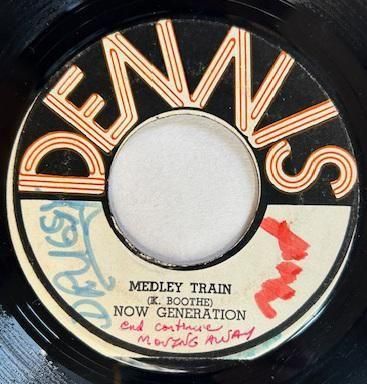 DENNIS
MEDLEY TRAIN
(K. BOOTHE)
NOW GENERATION
end continue
MOVING AWAY